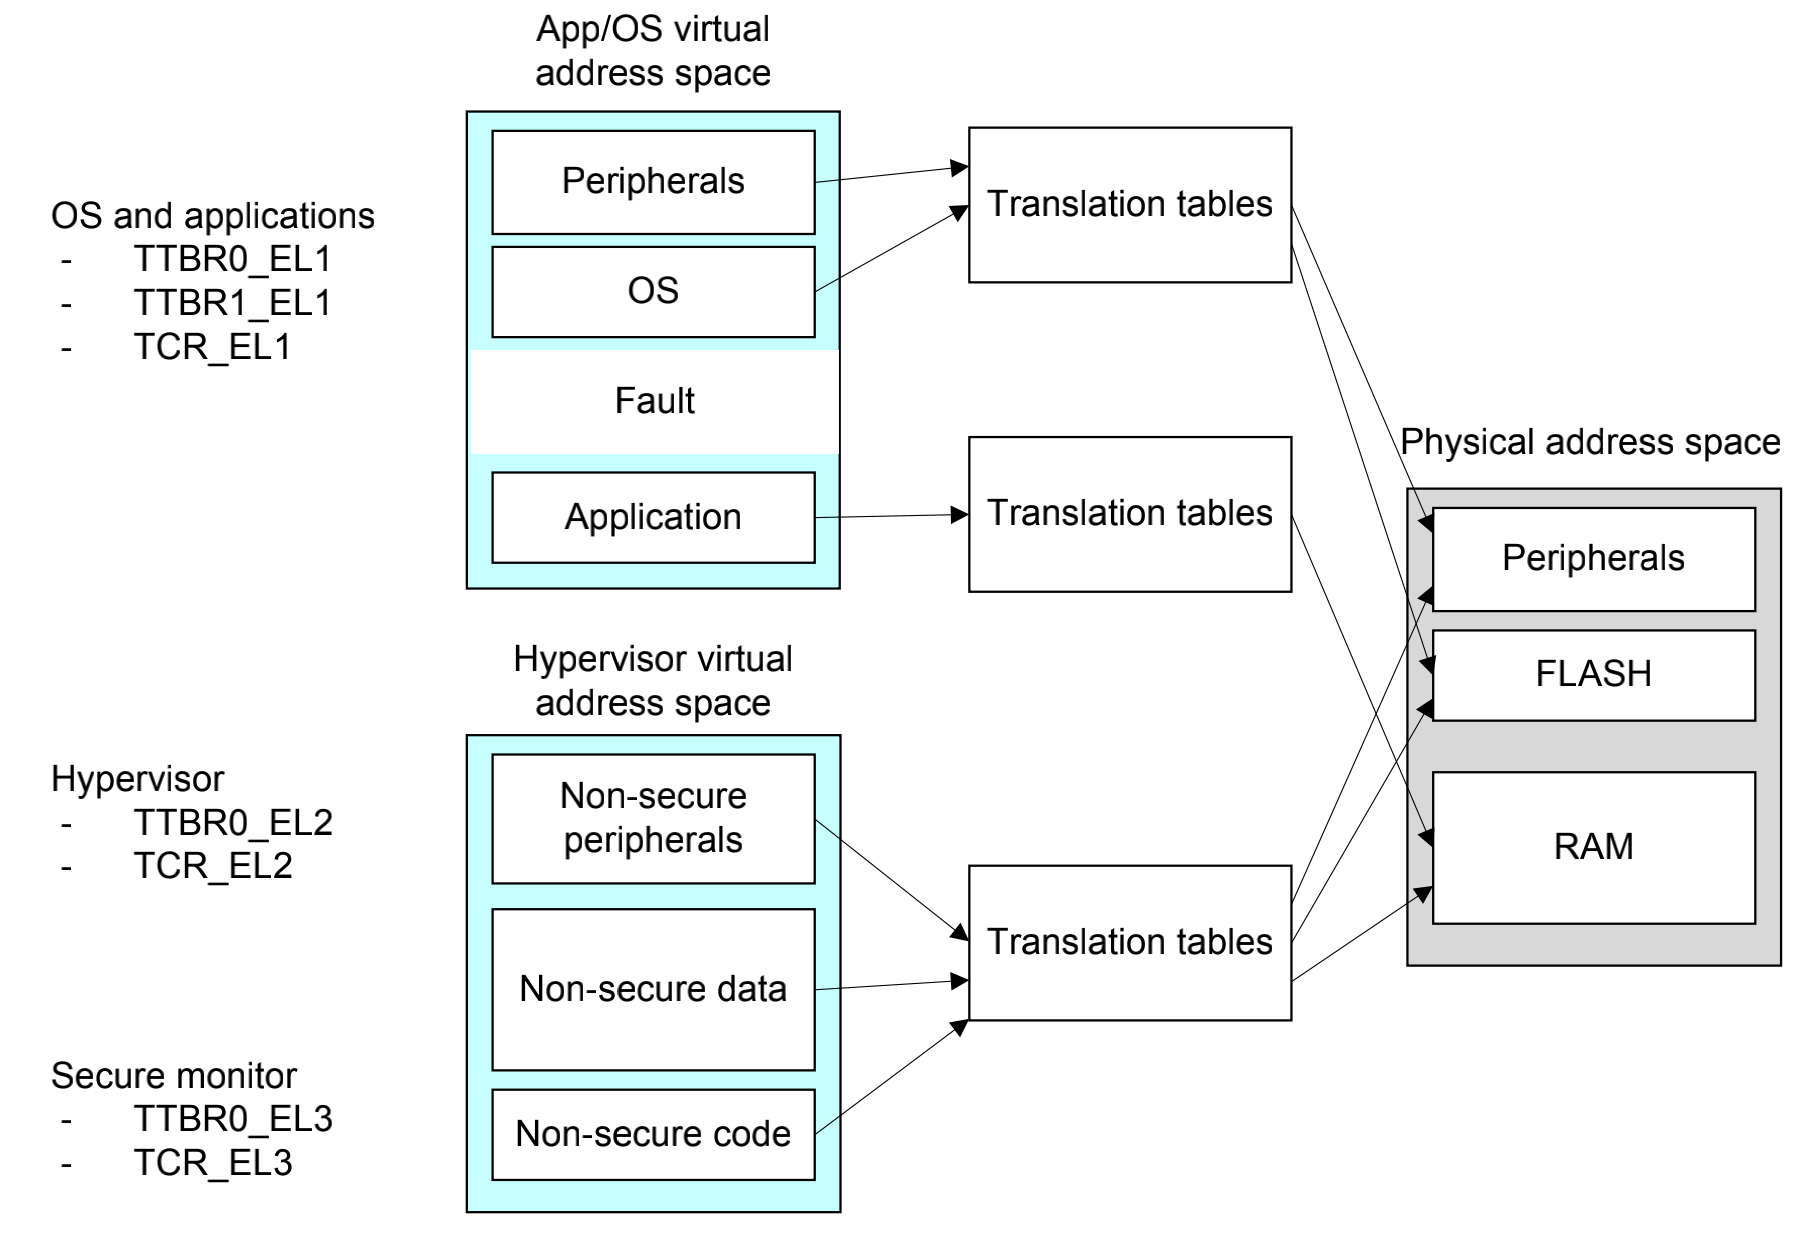 App/OS virtual
address space
OS and applications
- TTBR0_EL1
- TTBR1_EL1
- TCR_EL1
Peripherals
OS
Fault
Application
Translation tables
Translation tables
Physical address space
Peripherals
FLASH
RAM
Hypervisor virtual
address space
Hypervisor
- TTBR0_EL2
- TCR_EL2
Non-secure
peripherals
Non-secure data
Non-secure code
Translation tables
Secure monitor
- TTBR0_EL3
- TCR_EL3